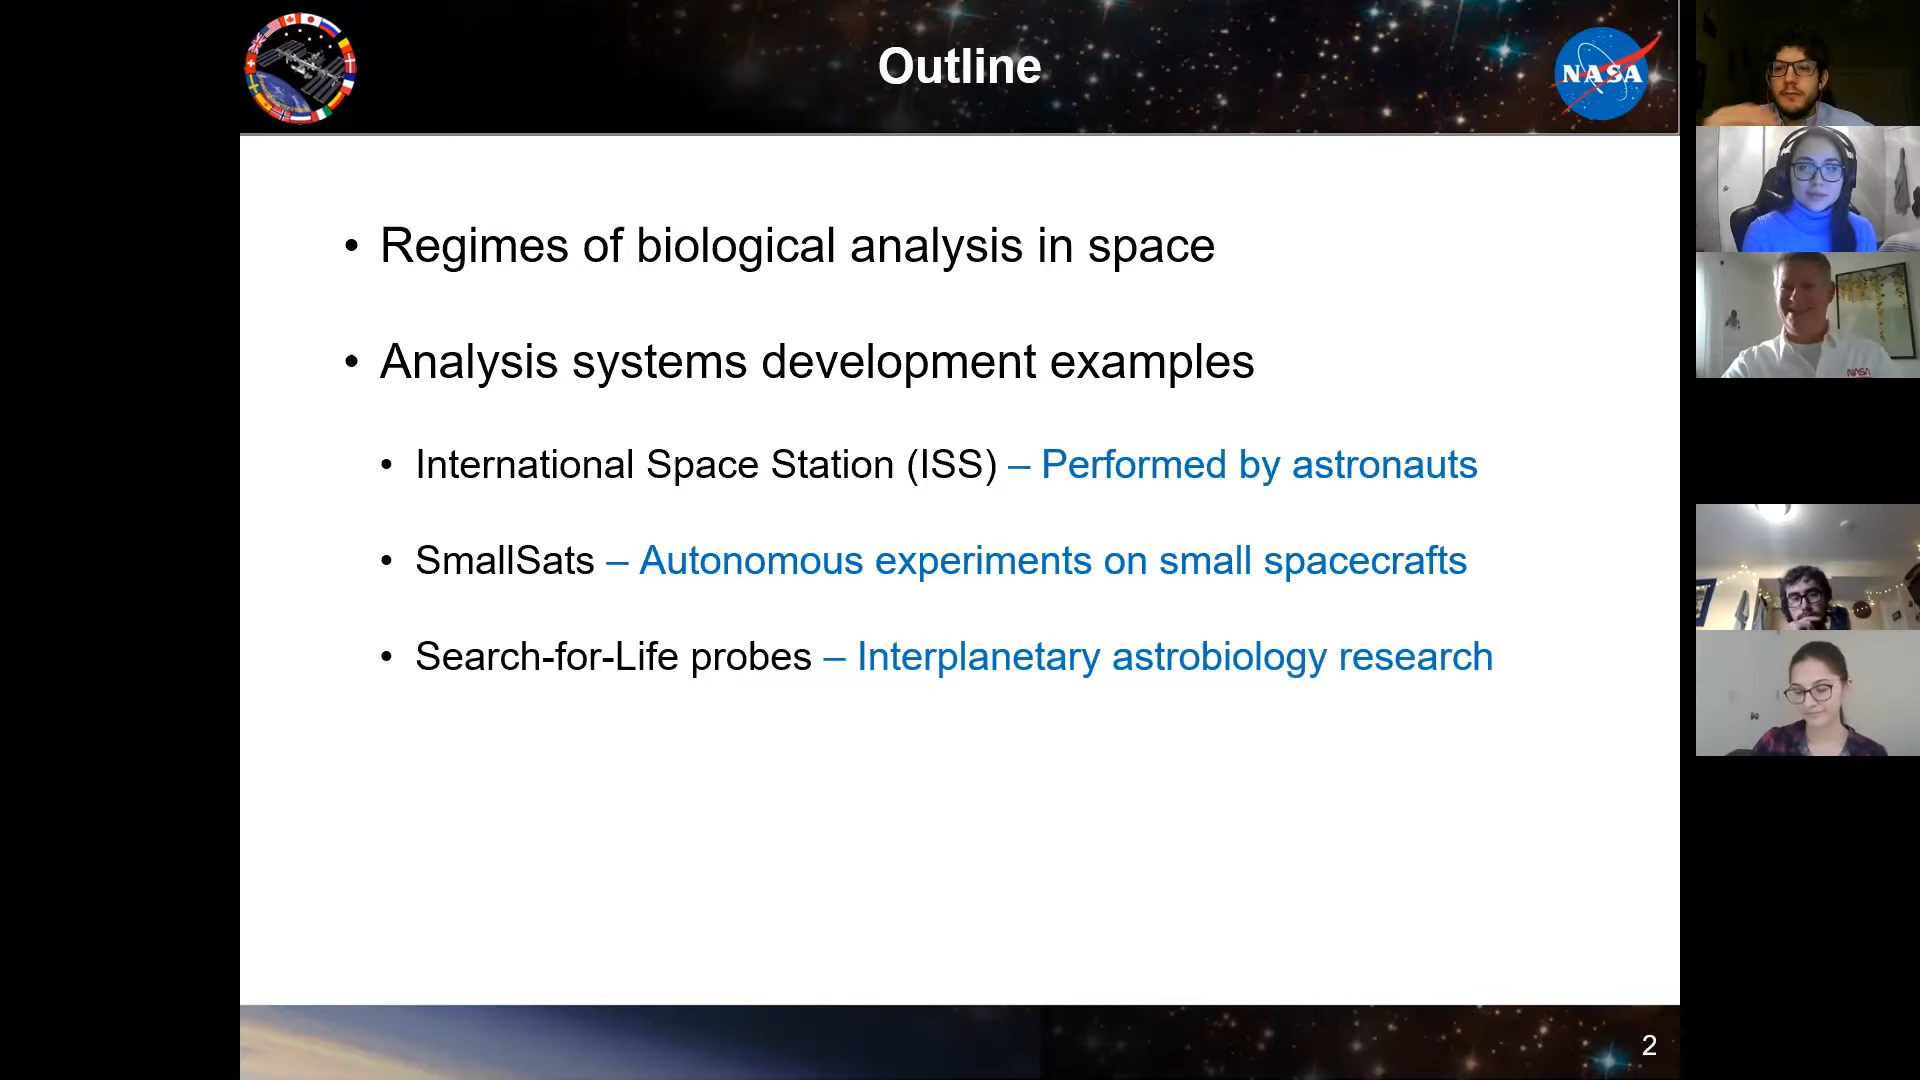 Outline
NASA
• Regimes of biological analysis in space
• Analysis systems development examples
• International Space Station (ISS) – Performed by astronauts
• SmallSats – Autonomous experiments on small spacecrafts
• Search-for-Life probes – Interplanetary astrobiology research
NASA
2